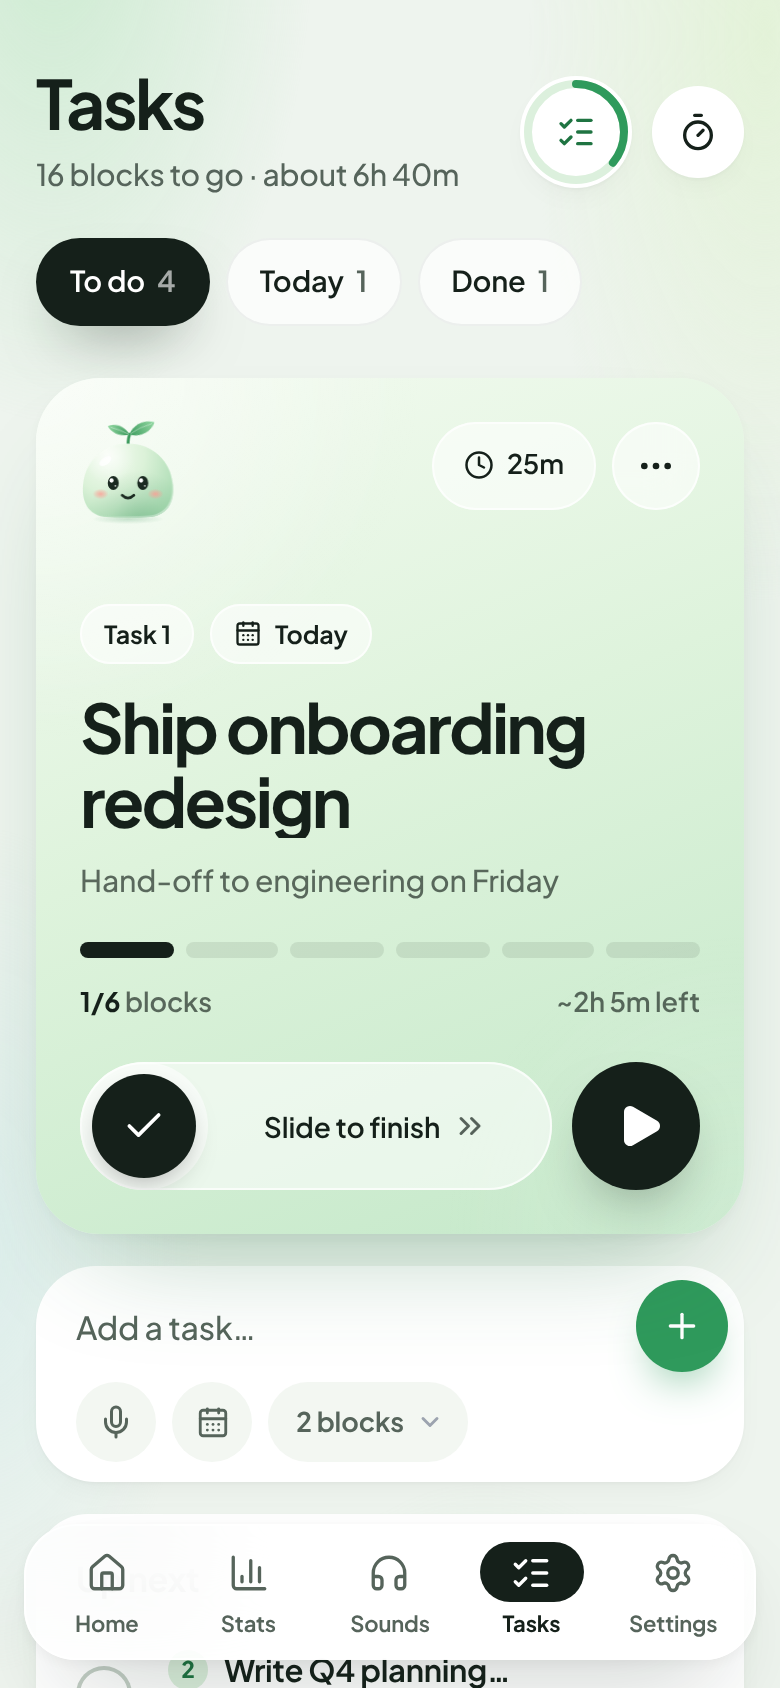 Tasks
16 blocks to go · about 6h 40m
To do 4
Today 1
Done 1
25m
Task 1
Today
Ship onboarding
redesign
Hand-off to engineering on Friday
1/6 blocks
~2h 5m left
Slide to finish
Add a task...
2 blocks
next
Home
Stats
Sounds
Tasks
Settings
2
Write Q4 planning...